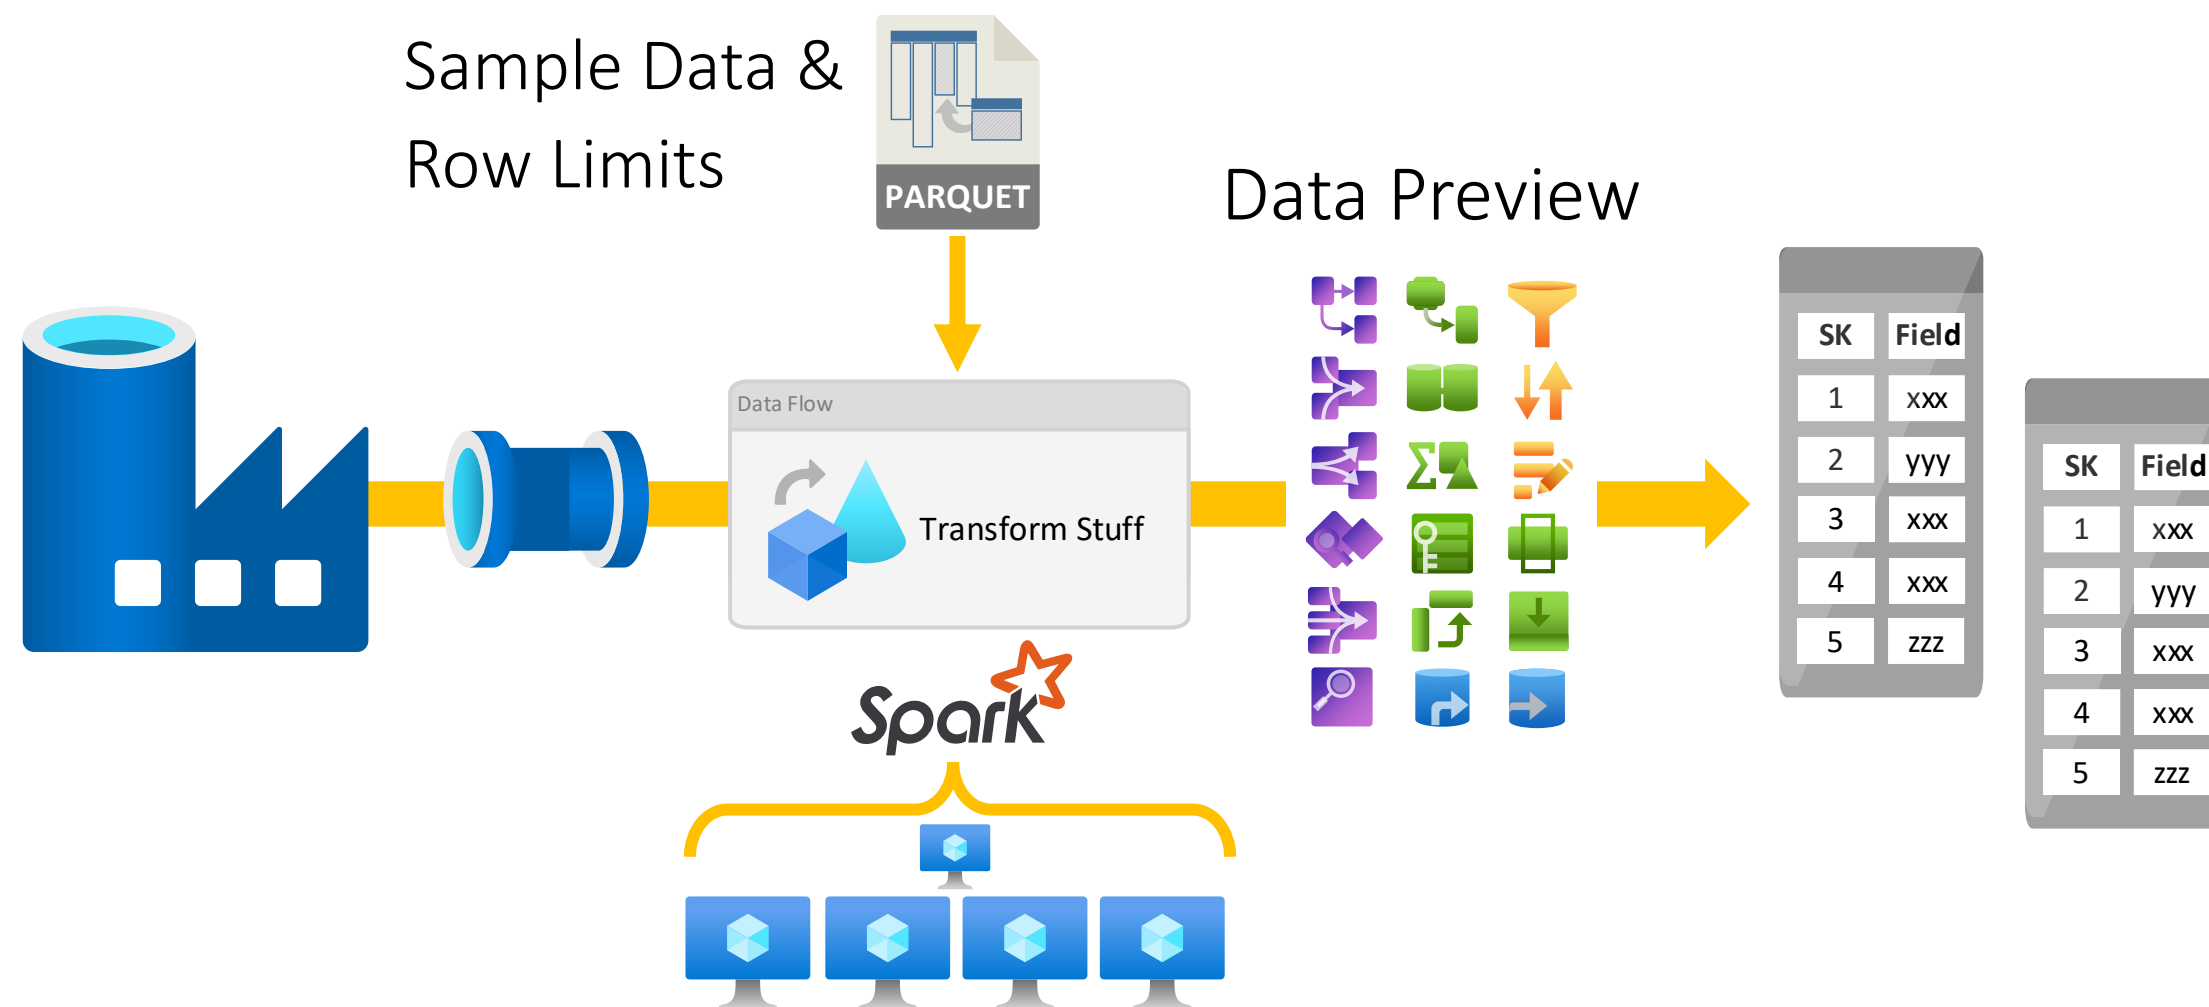 Sample Data &
Row Limits
PARQUET
Data Preview
Data Flow
Transform Stuff
Spark
SK Field
1 xxx
2 yyy
3 xxx
4 xxx
5 zzz
SK Field
1 xxx
2 yyy
3 xxx
4 xxx
5 zzz